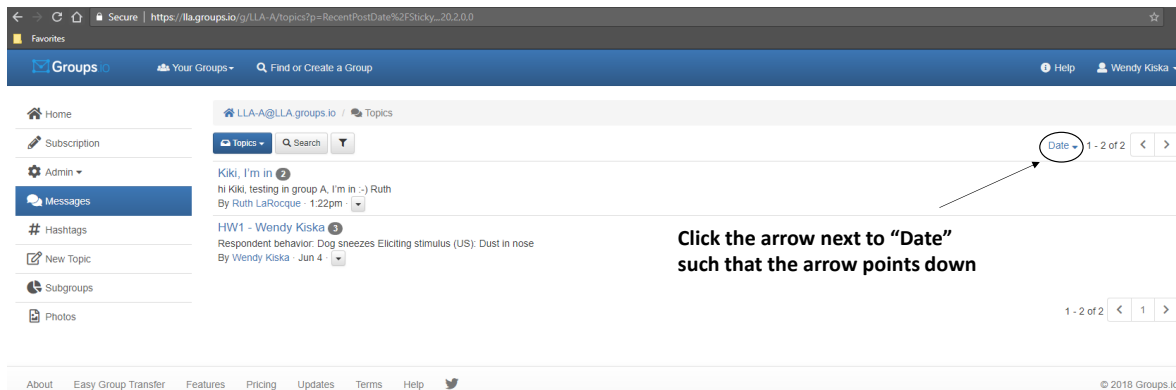 Secure | https://lla.groups.io/g/LLA-A/topics?p=RecentPostDate%2FSticky,,,20,2,0,0
Favorites
Groups.io Your Groups Find or Create a Group Help Wendy Kiska
Home
Subscription
Admin
Messages
Hashtags
New Topic
Subgroups
Photos
LLA-A@LLA.groups.io / Topics
Topics Search Date 1 - 2 of 2 < >
Kiki, I'm in 2
hi Kiki, testing in group A, I'm in :-) Ruth
By Ruth LaRocque · 1:22pm ·
HW1 - Wendy Kiska 3
Respondent behavior: Dog sneezes Eliciting stimulus (US): Dust in nose
By Wendy Kiska · Jun 4 ·
Click the arrow next to “Date”
such that the arrow points down
1 - 2 of 2 < 1 >
About Easy Group Transfer Features Pricing Updates Terms Help © 2018 Groups.io